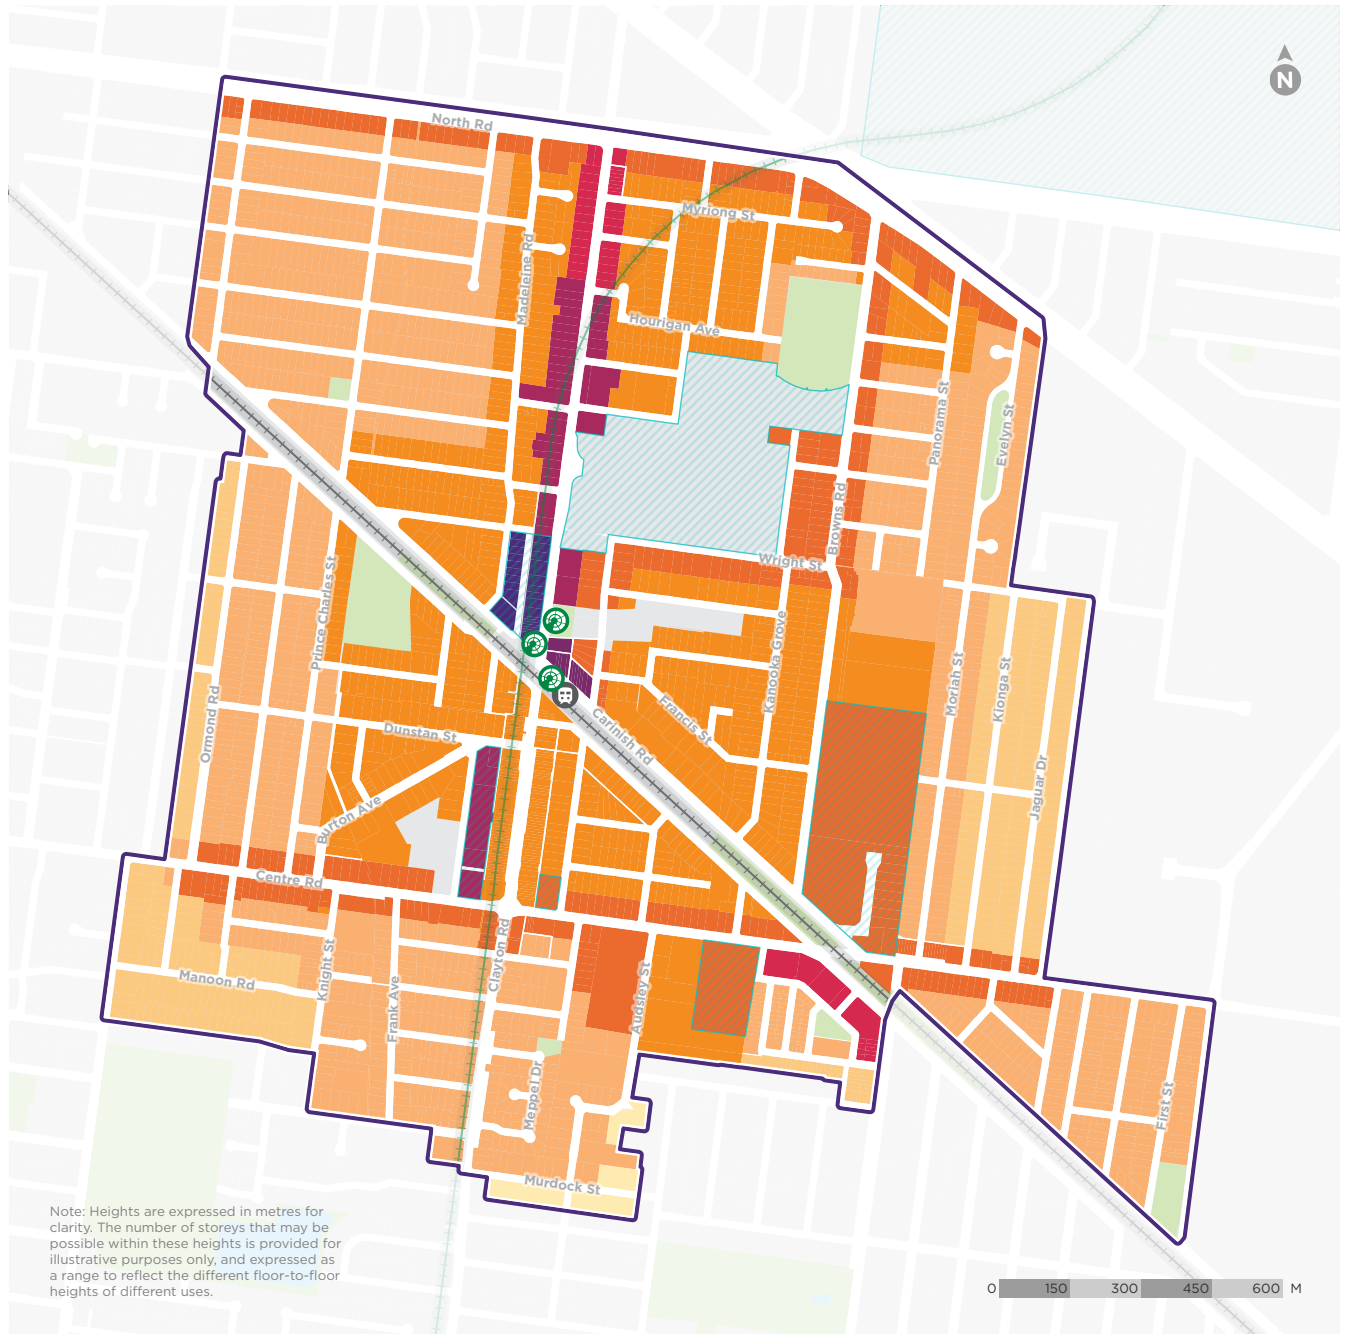 N
North Rd
Myriong St
Madeleine Rd
Hourigan Ave
Panorama St
Evelyn St
Browns Rd
Wright St
Prince Charles St
Kanooka Grove
Moriah St
Kionga St
Ormond Rd
Francis St
Carinish Rd
Dunstan St
Jaguar Dr
Burton Ave
Centre Rd
Clayton Rd
Knight St
Manoon Rd
Frank Ave
Audsley St
Meppel Dr
First St
Murdock St
Note: Heights are expressed in metres for
clarity. The number of storeys that may be
possible within these heights is provided for
illustrative purposes only, and expressed as
a range to reflect the different floor-to-floor
heights of different uses.
0 150 300 450 600 M